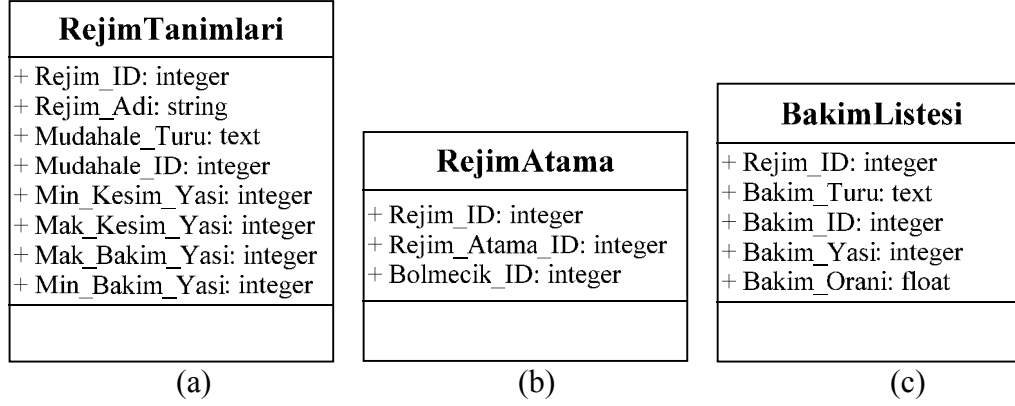 RejimTanimlari
+ Rejim_ID: integer
+ Rejim_Adi: string
+ Mudahale_Turu: text
+ Mudahale_ID: integer
+ Min_Kesim_Yasi: integer
+ Mak_Kesim_Yasi: integer
+ Mak_Bakim_Yasi: integer
+ Min_Bakim_Yasi: integer
(a)
RejimAtama
+ Rejim_ID: integer
+ Rejim_Atama_ID: integer
+ Bolmecik_ID: integer
(b)
BakimListesi
+ Rejim_ID: integer
+ Bakim_Turu: text
+ Bakim_ID: integer
+ Bakim_Yasi: integer
+ Bakim_Orani: float
(c)